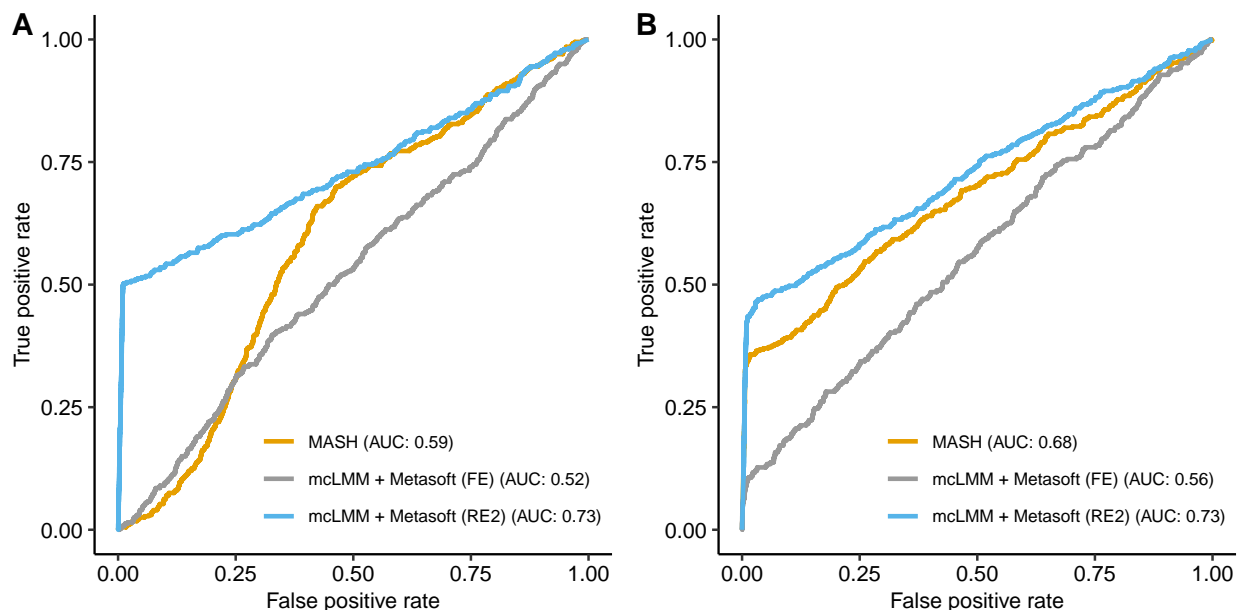 A
1.00
0.75
0.50
0.25
0.00
True positive rate
MASH (AUC: 0.59)
mcLMM + Metasoft (FE) (AUC: 0.52)
mcLMM + Metasoft (RE2) (AUC: 0.73)
0.00 0.25 0.50 0.75 1.00
False positive rate
B
1.00
0.75
0.50
0.25
0.00
True positive rate
MASH (AUC: 0.68)
mcLMM + Metasoft (FE) (AUC: 0.56)
mcLMM + Metasoft (RE2) (AUC: 0.73)
0.00 0.25 0.50 0.75 1.00
False positive rate